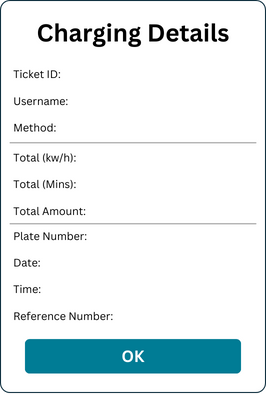 Charging Details
Ticket ID:
Username:
Method:
Total (kw/h):
Total (Mins):
Total Amount:
Plate Number:
Date:
Time:
Reference Number:
OK